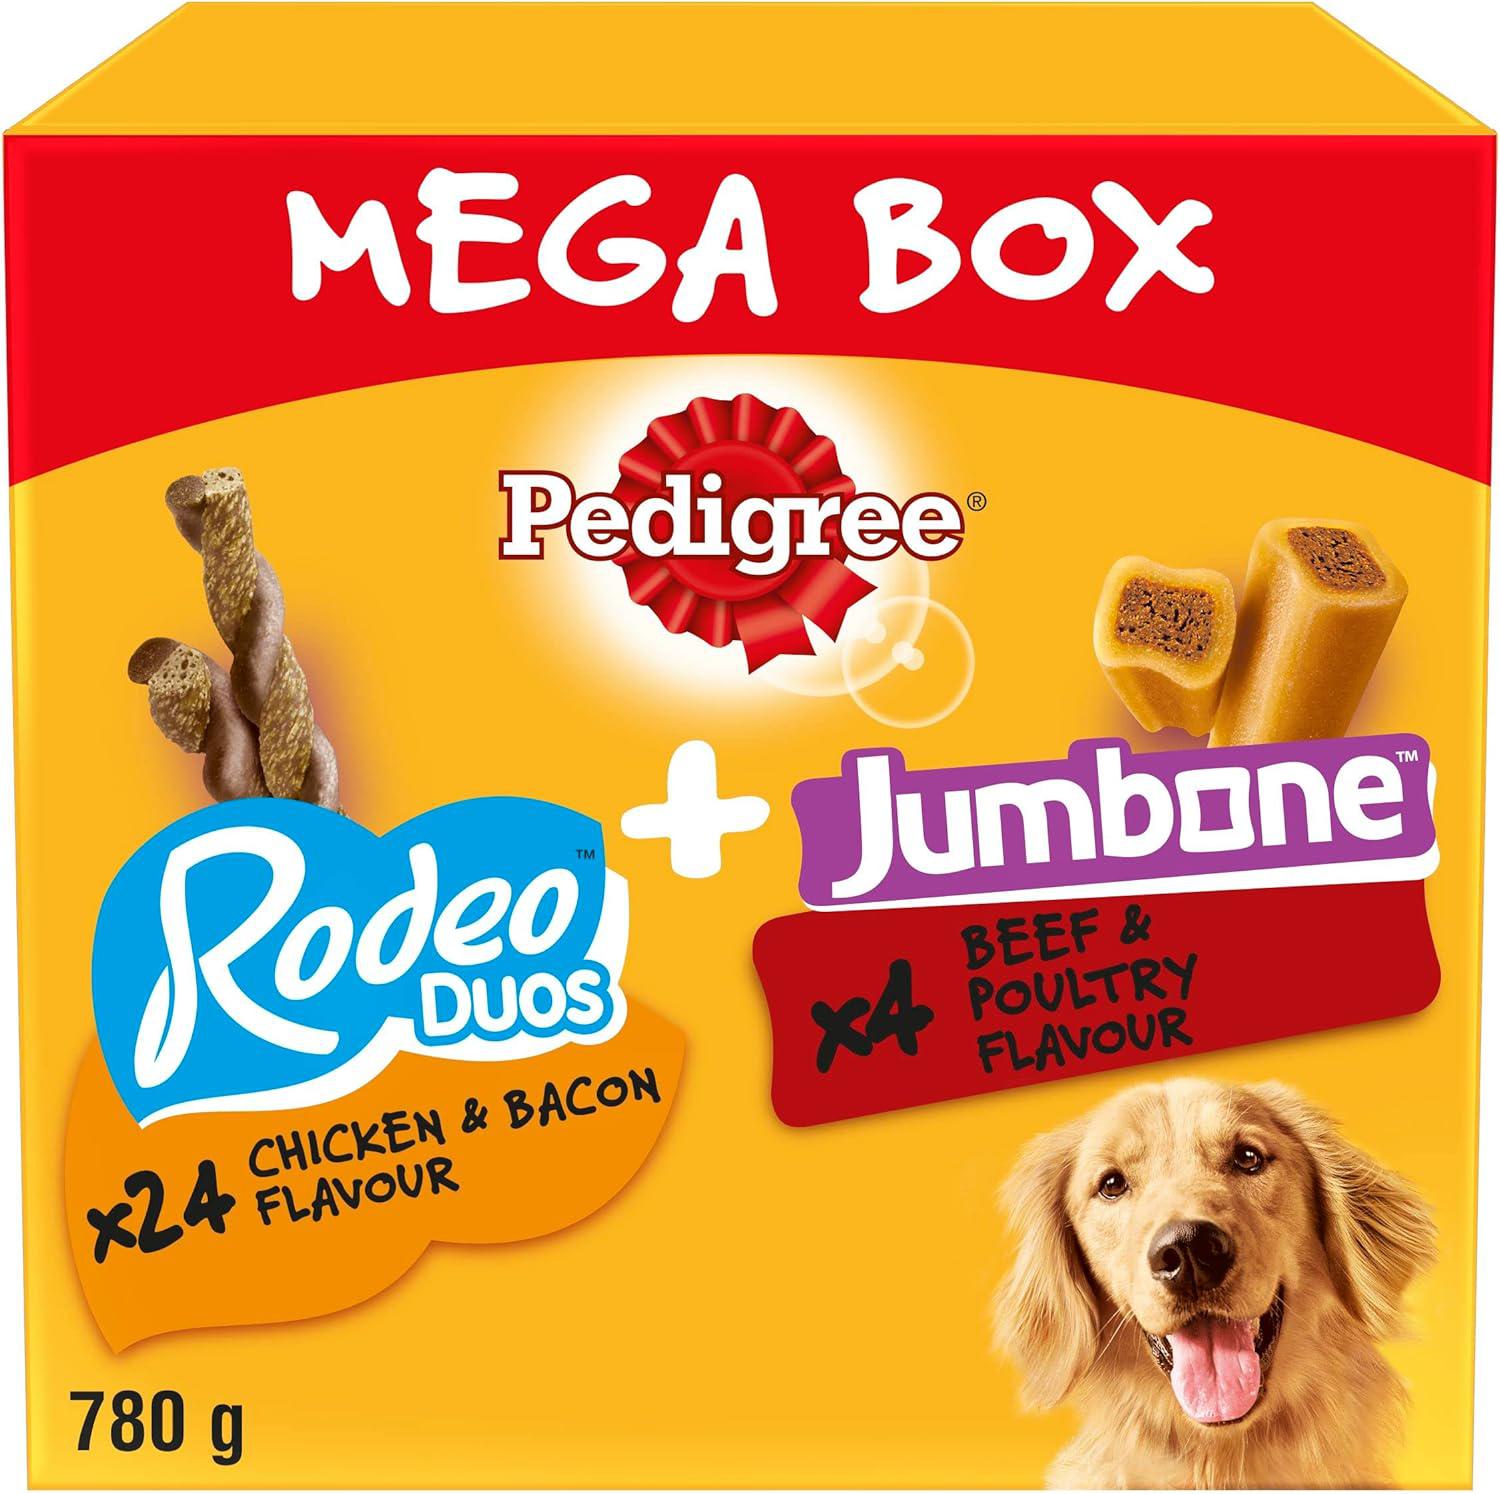 MEGA BOX
Pedigree®
Rodeo™
DUOS
x24
CHICKEN & BACON
FLAVOUR
+
Jumbone™
x4
BEEF &
POULTRY
FLAVOUR
780 g